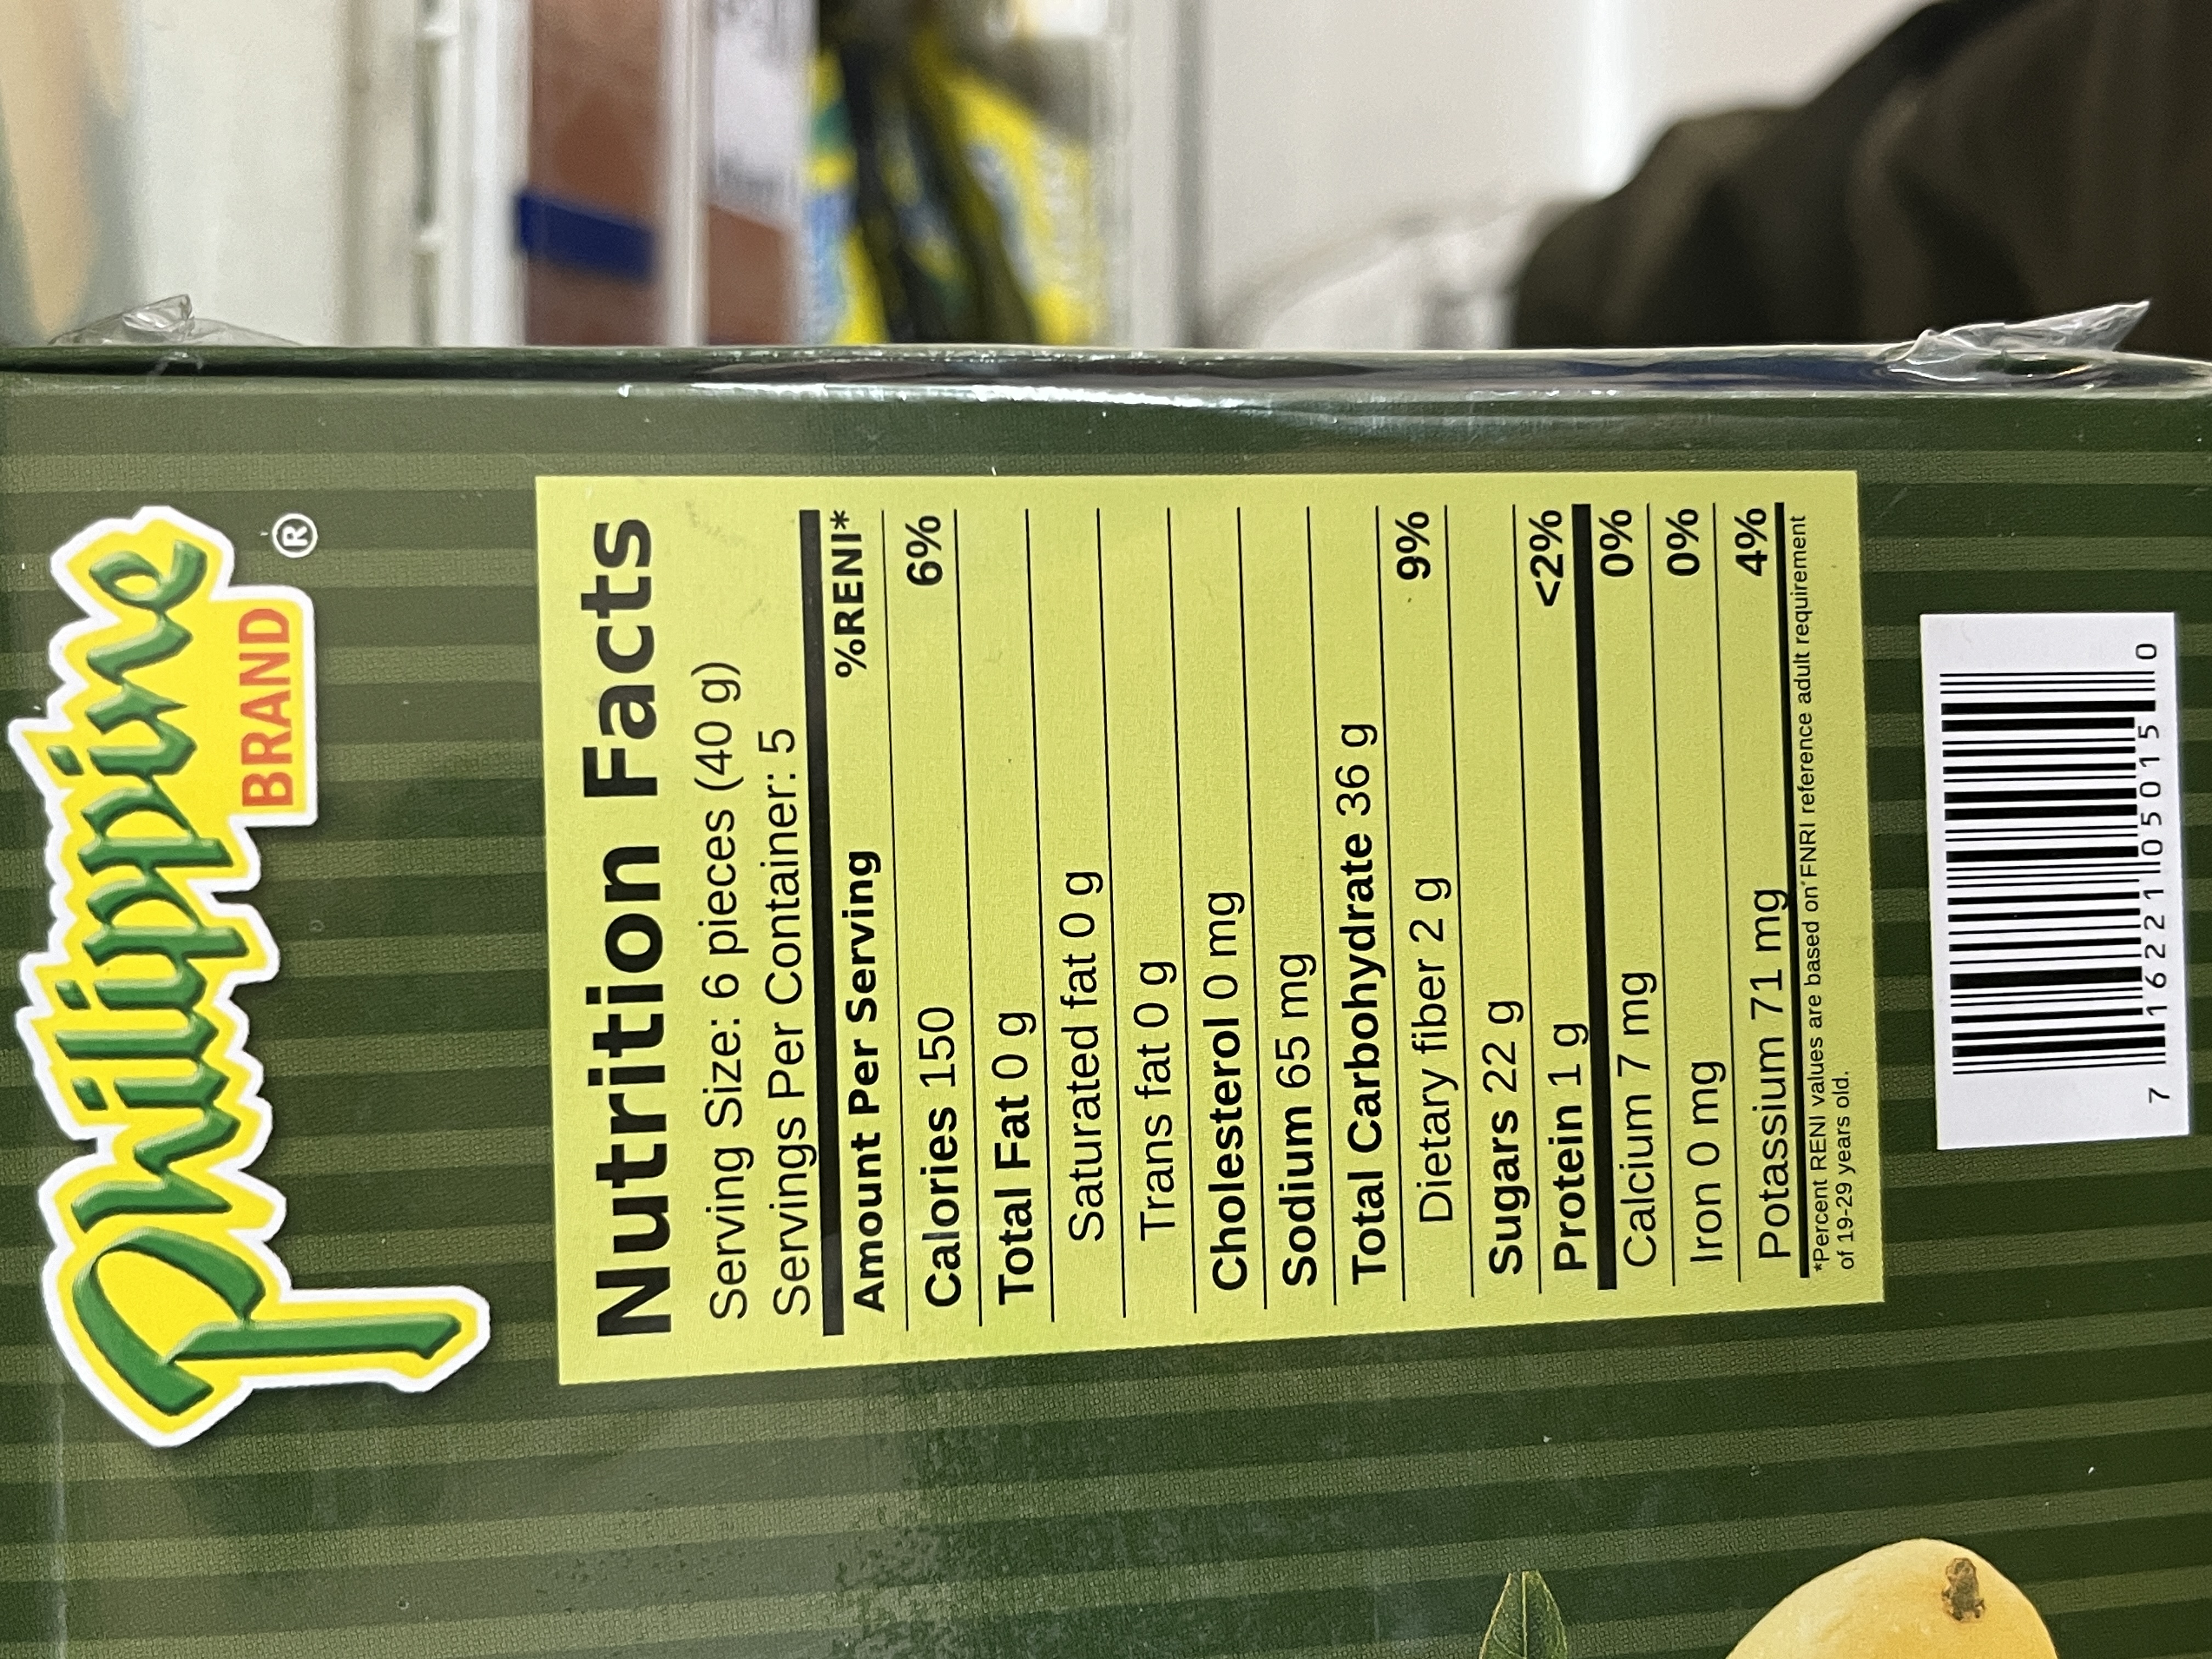 Philippine
BRAND ®
Nutrition Facts
Serving Size: 6 pieces (40 g)
Servings Per Container: 5
Amount Per Serving %RENI*
Calories 150 6%
Total Fat 0 g
Saturated fat 0 g
Trans fat 0 g
Cholesterol 0 mg
Sodium 65 mg
Total Carbohydrate 36 g
Dietary fiber 2 g 9%
Sugars 22 g
Protein 1 g <2%
Calcium 7 mg 0%
Iron 0 mg 0%
Potassium 71 mg 4%
*Percent RENI values are based on FNRI reference adult requirement
of 19-29 years old.
7 16221 05015 0